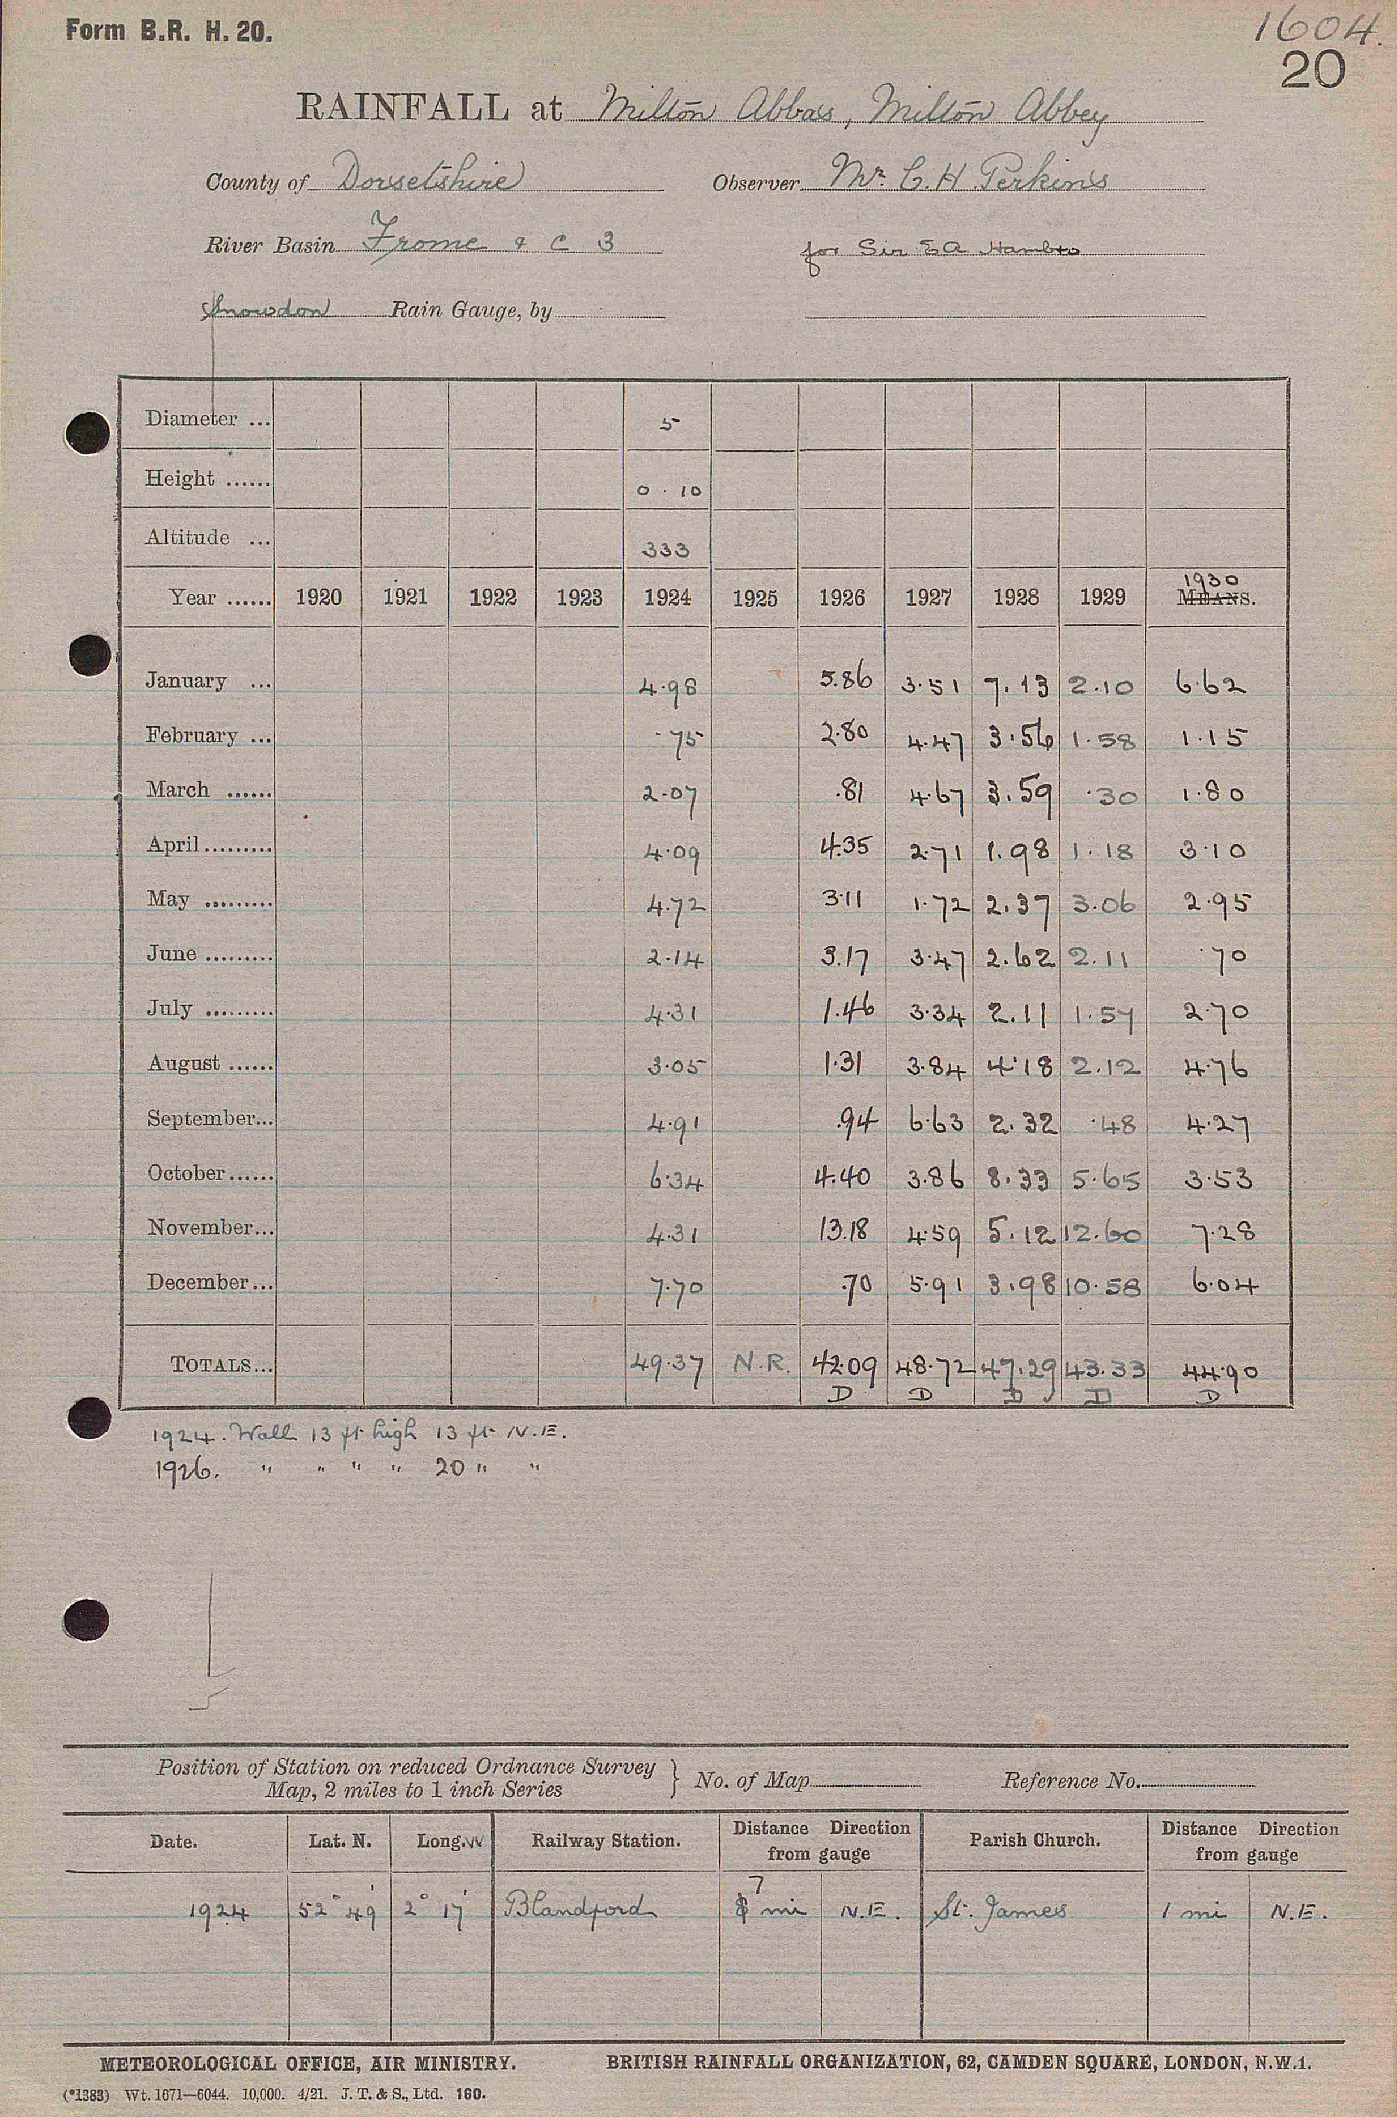 Form B.R. H. 20.
1604.
20
RAINFALL at Milton Abbas, Milton Abbey
County of Dorsetshire Observer Mr. C. H. Perkins
River Basin Frome & C 3 for Sir E A Hambro
Snowdon Rain Gauge, by
Diameter ... 5
Height ...... 0 . 10
Altitude ... 333
1930
Year ...... 1920 1921 1922 1923 1924 1925 1926 1927 1928 1929 MEANS.
January ... 4.98 5.86 3.51 7.13 2.10 6.62
February ... .75 2.80 4.47 3.56 1.58 1.15
March ...... 2.07 .81 4.67 3.59 .30 1.80
April ......... 4.09 4.35 2.71 1.98 1.18 3.10
May ......... 4.72 3.11 1.72 2.37 3.06 2.95
June ......... 2.14 3.17 3.47 2.62 2.11 .70
July ......... 4.31 1.46 3.34 2.11 1.57 2.70
August ...... 3.05 1.31 3.84 4.18 2.12 4.76
September... 4.91 .94 6.63 2.32 .48 4.27
October ...... 6.34 4.40 3.86 8.33 5.65 3.53
November... 4.31 13.18 4.59 5.12 12.60 7.28
December... 7.70 .70 5.91 3.98 10.58 6.04
TOTALS... 49.37 N.R. 42.09 48.72 47.29 43.33 44.90
D D D D D
1924. Wall 13 ft high 13 ft N.E.
1926. " " " " 20 " "
Position of Station on reduced Ordnance Survey
Map, 2 miles to 1 inch Series } No. of Map Reference No.
Date. Lat. N. Long. W Railway Station. Distance Direction from gauge Parish Church. Distance Direction from gauge
1924 52° 49' 2° 17' Blandford 7 mi N.E. St. James 1 mi N.E.
METEOROLOGICAL OFFICE, AIR MINISTRY. BRITISH RAINFALL ORGANIZATION, 62, CAMDEN SQUARE, LONDON, N.W.1.
(*1383) Wt. 1671—6044. 10,000. 4/21. J. T. & S., Ltd. 160.